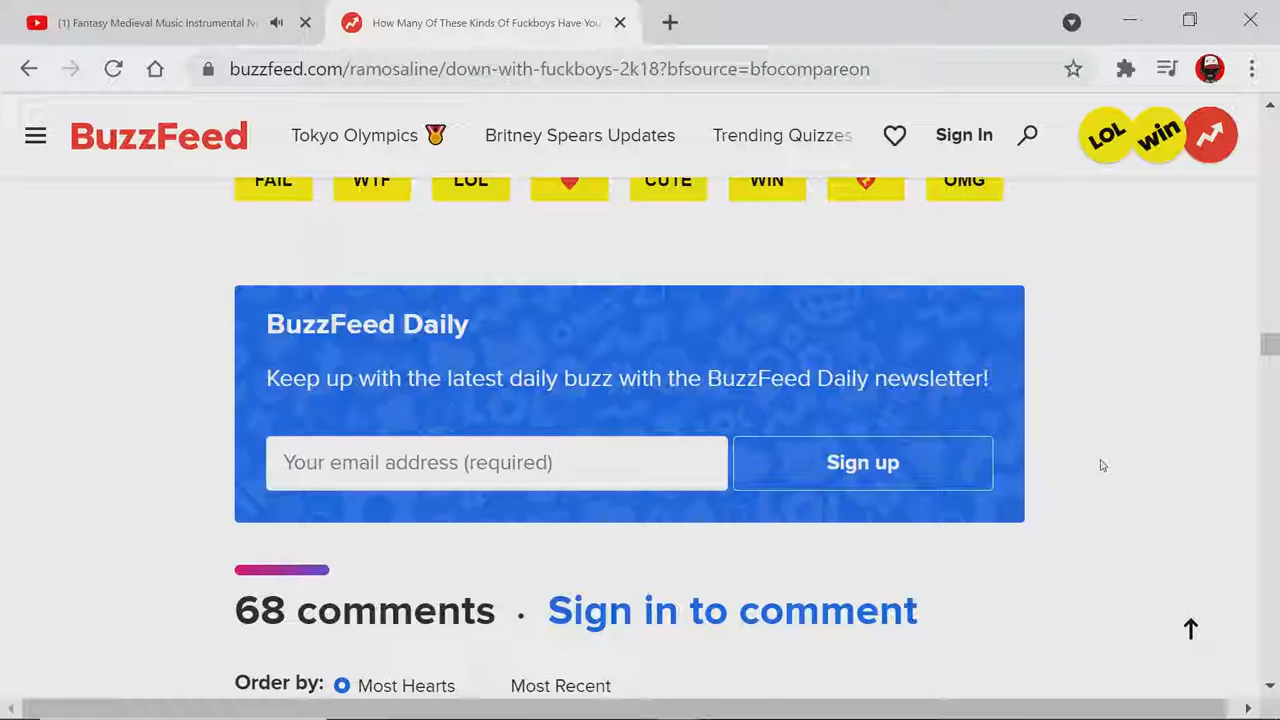 (1) Fantasy Medieval Music Instrumental N
How Many Of These Kinds Of Fuckboys Have You
buzzfeed.com/ramosaline/down-with-fuckboys-2k18?bfsource=bfocompareon
BuzzFeed Tokyo Olympics Britney Spears Updates Trending Quizzes Sign In LOL win
FAIL WTF LOL CUTE WIN OMG
BuzzFeed Daily
Keep up with the latest daily buzz with the BuzzFeed Daily newsletter!
Your email address (required) Sign up
68 comments · Sign in to comment
Order by: Most Hearts Most Recent